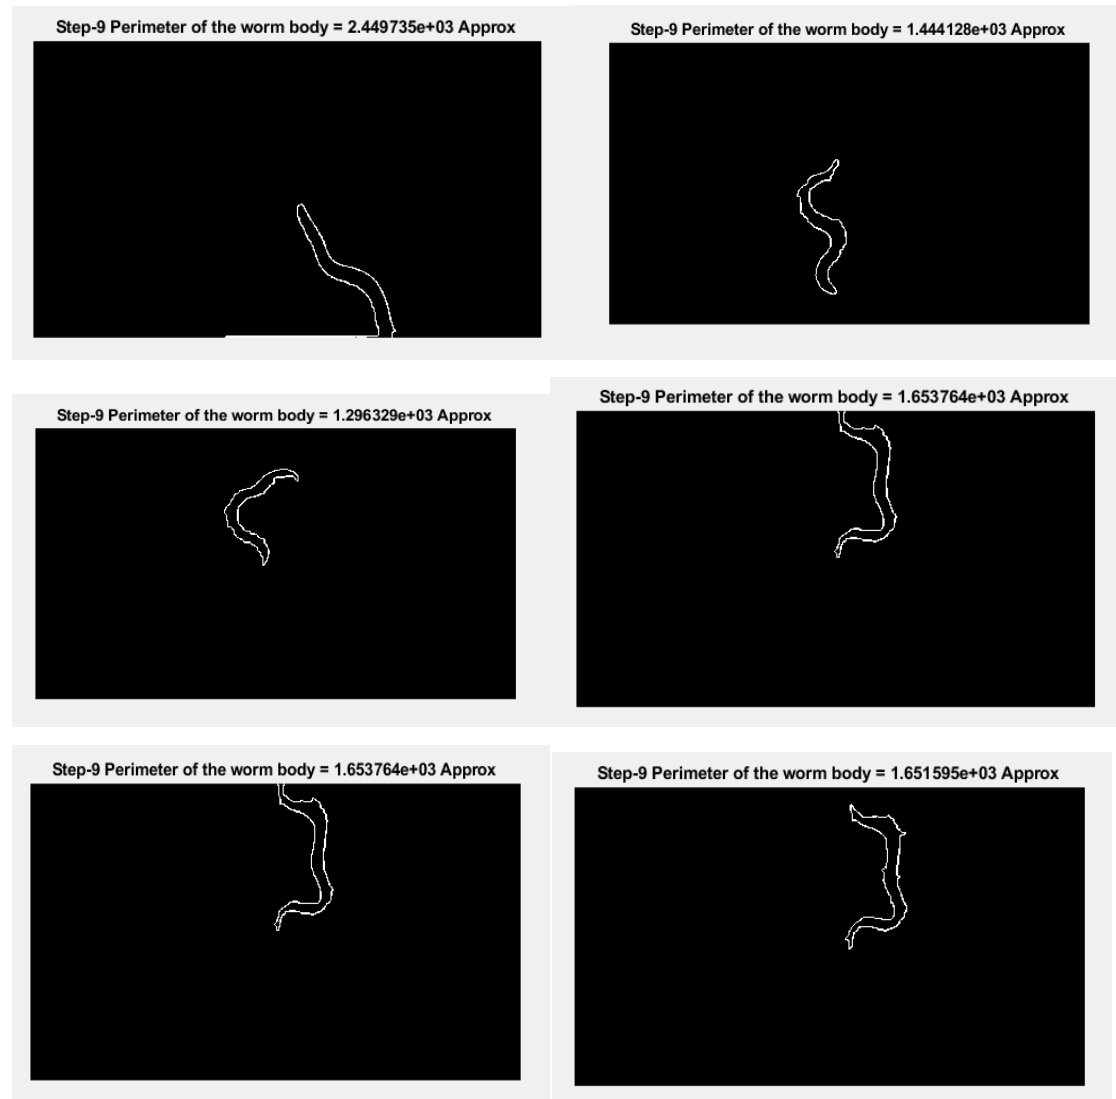 Step-9 Perimeter of the worm body = 2.449735e+03 Approx
Step-9 Perimeter of the worm body = 1.444128e+03 Approx
Step-9 Perimeter of the worm body = 1.296329e+03 Approx
Step-9 Perimeter of the worm body = 1.653764e+03 Approx
Step-9 Perimeter of the worm body = 1.653764e+03 Approx
Step-9 Perimeter of the worm body = 1.651595e+03 Approx